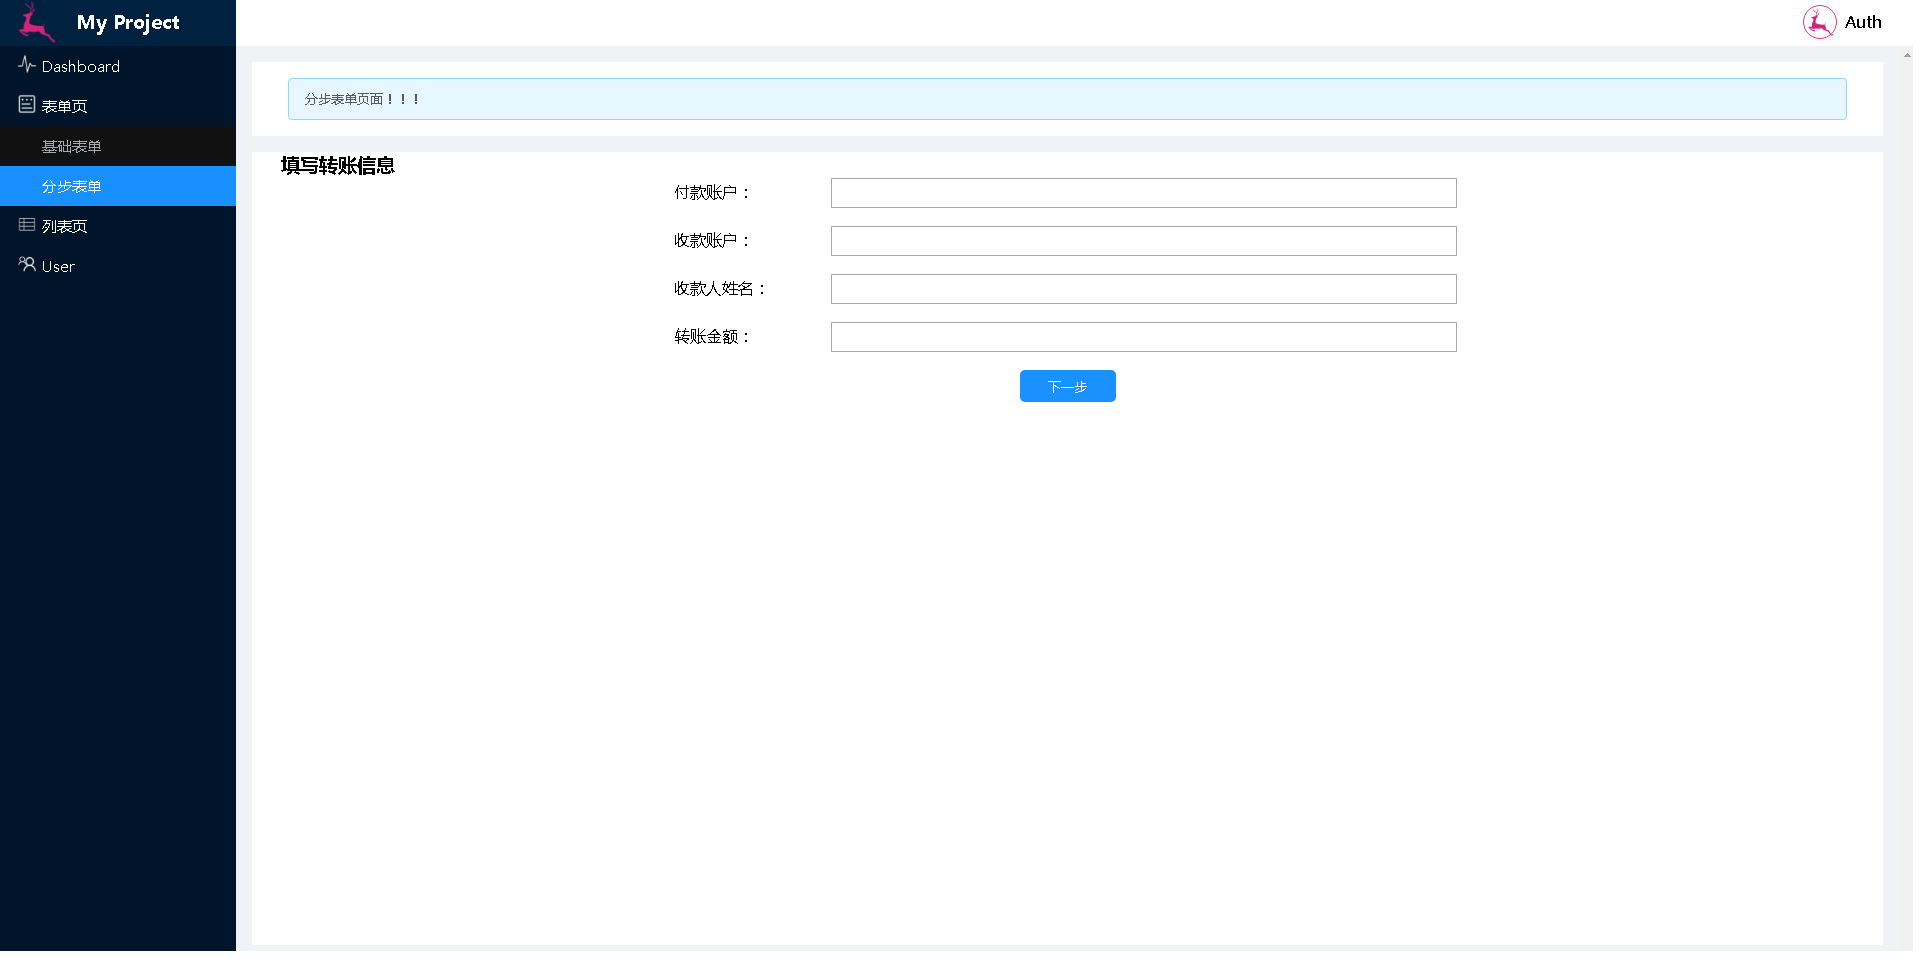 My Project
Auth
Dashboard
表单页
基础表单
分步表单
列表页
User
分步表单页面！！！
填写转账信息
付款账户：
收款账户：
收款人姓名：
转账金额：
下一步